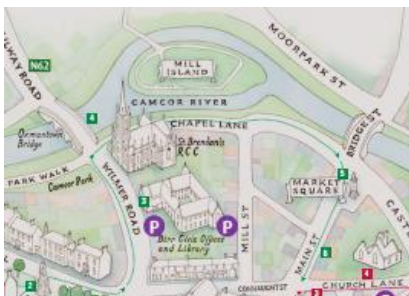 N62
MOORPARK ST
MILL
ISLAND
CAMCOR RIVER
4
CHAPEL LANE
BRIDGE ST
Ormantown
Bridge
St. Brendan's
R.C.C
PARK WALK
Camcor Park
WILMER ROAD
5
MARKET
SQUARE
3
P
P
Birr Civic Offices
and Library
MILL ST
MAIN ST
6
4
CHURCH LANE
2